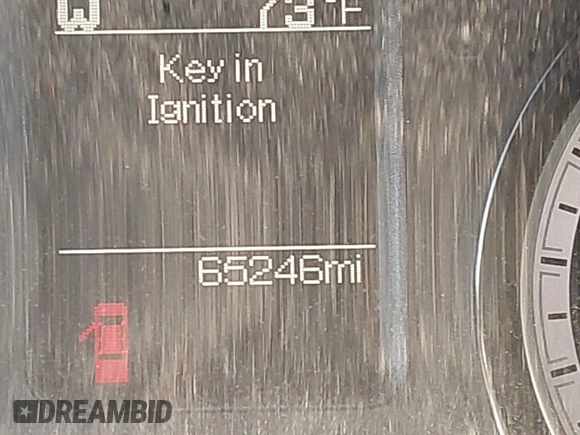 W 73°F
Key in
Ignition
65246mi
DREAMBID